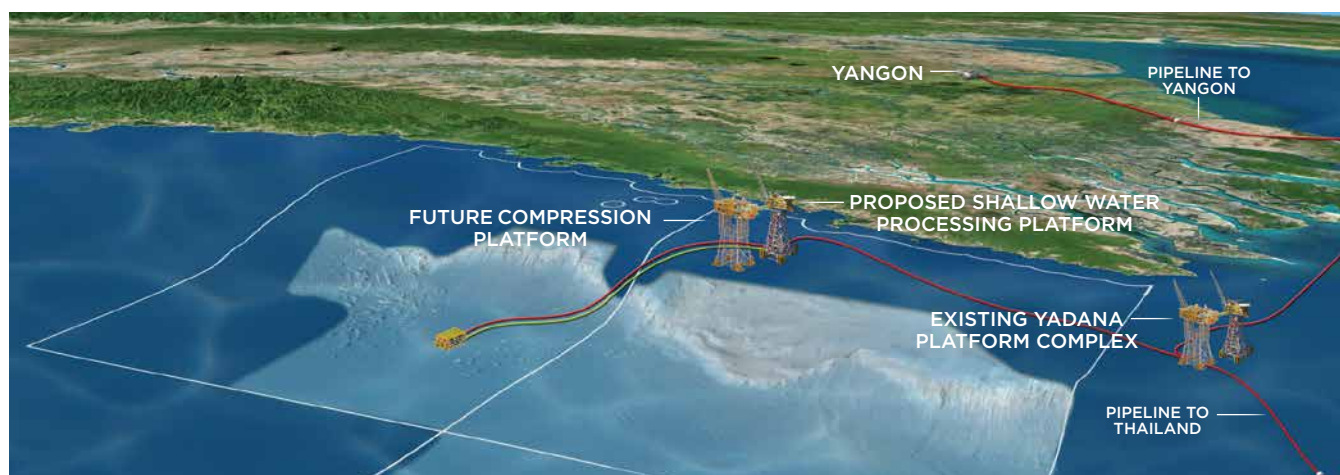 YANGON
PIPELINE TO
YANGON
FUTURE COMPRESSION
PLATFORM
PROPOSED SHALLOW WATER
PROCESSING PLATFORM
EXISTING YADANA
PLATFORM COMPLEX
PIPELINE TO
THAILAND